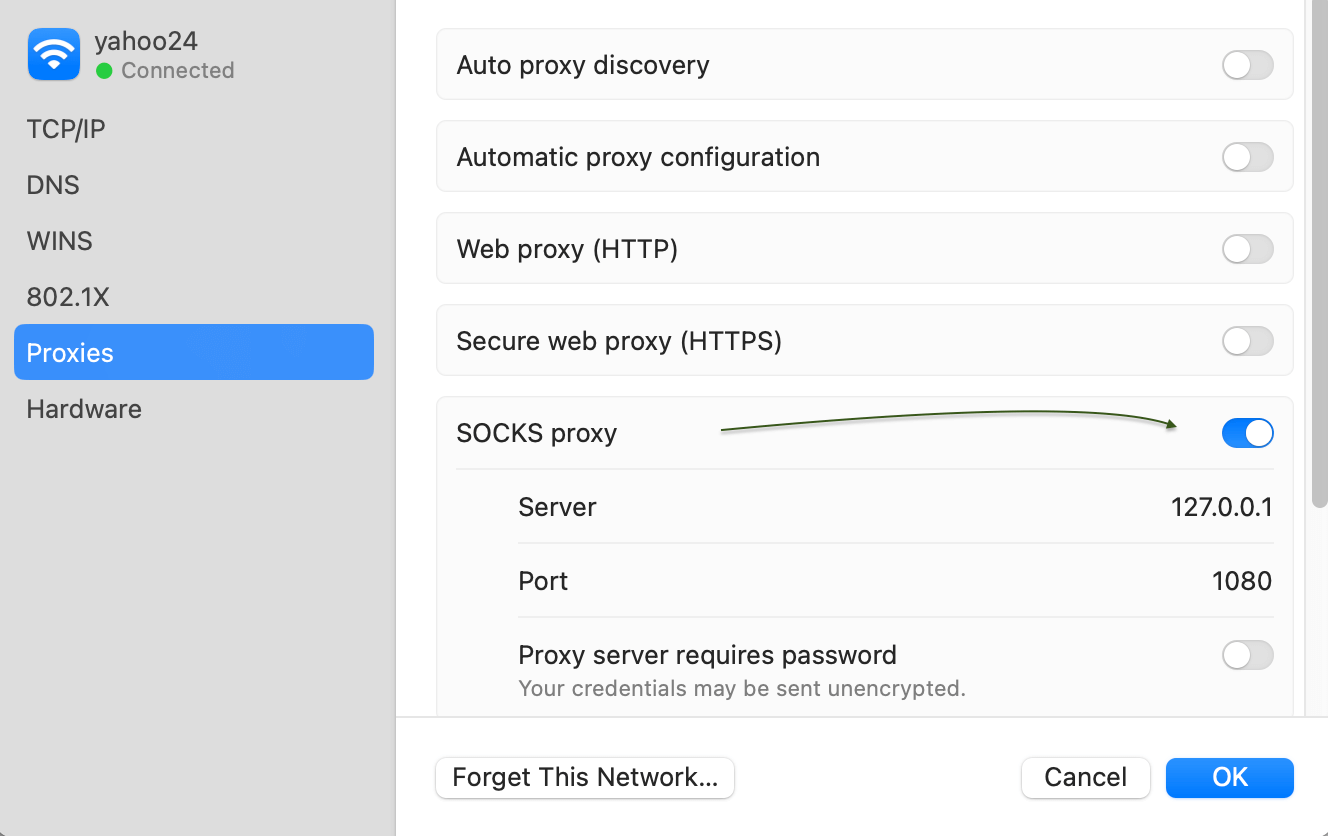 yahoo24
Connected
TCP/IP
DNS
WINS
802.1X
Proxies
Hardware
Auto proxy discovery
Automatic proxy configuration
Web proxy (HTTP)
Secure web proxy (HTTPS)
SOCKS proxy
Server 127.0.0.1
Port 1080
Proxy server requires password
Your credentials may be sent unencrypted.
Forget This Network... Cancel OK